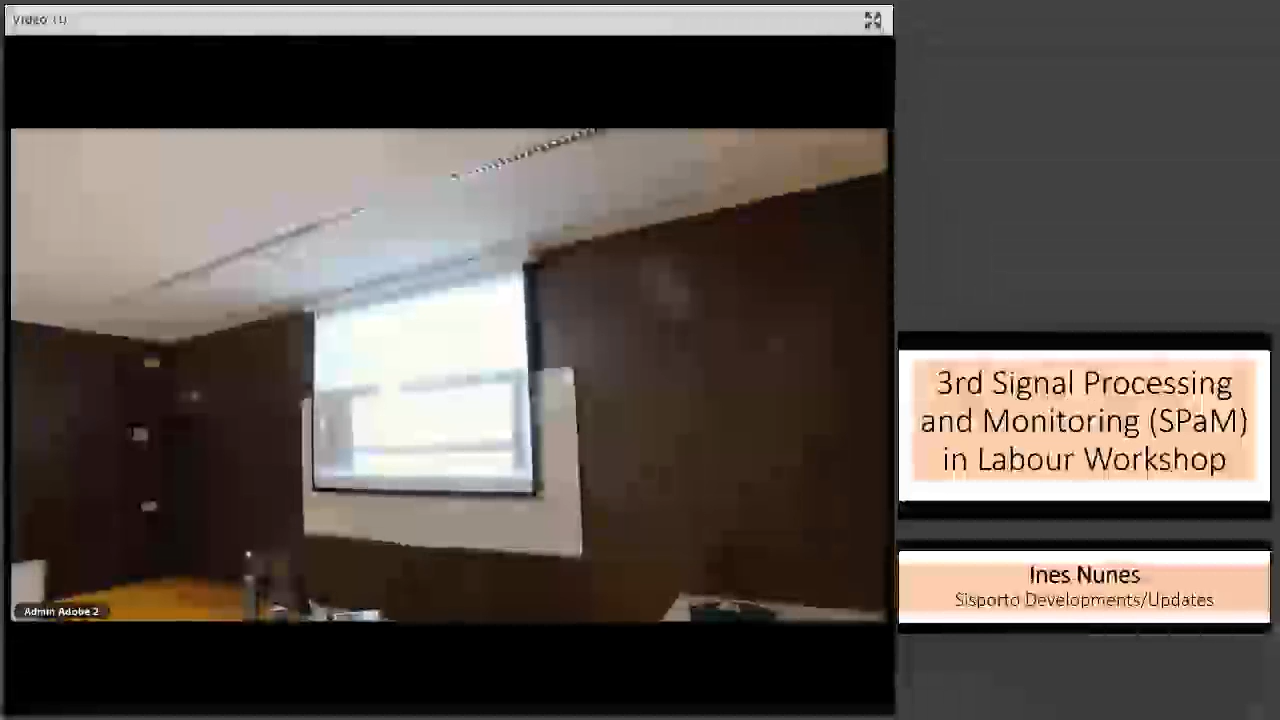 Video (1)
3rd Signal Processing
and Monitoring (SPaM)
in Labour Workshop
Ines Nunes
Sisporto Developments/Updates
Admin Adobe 2